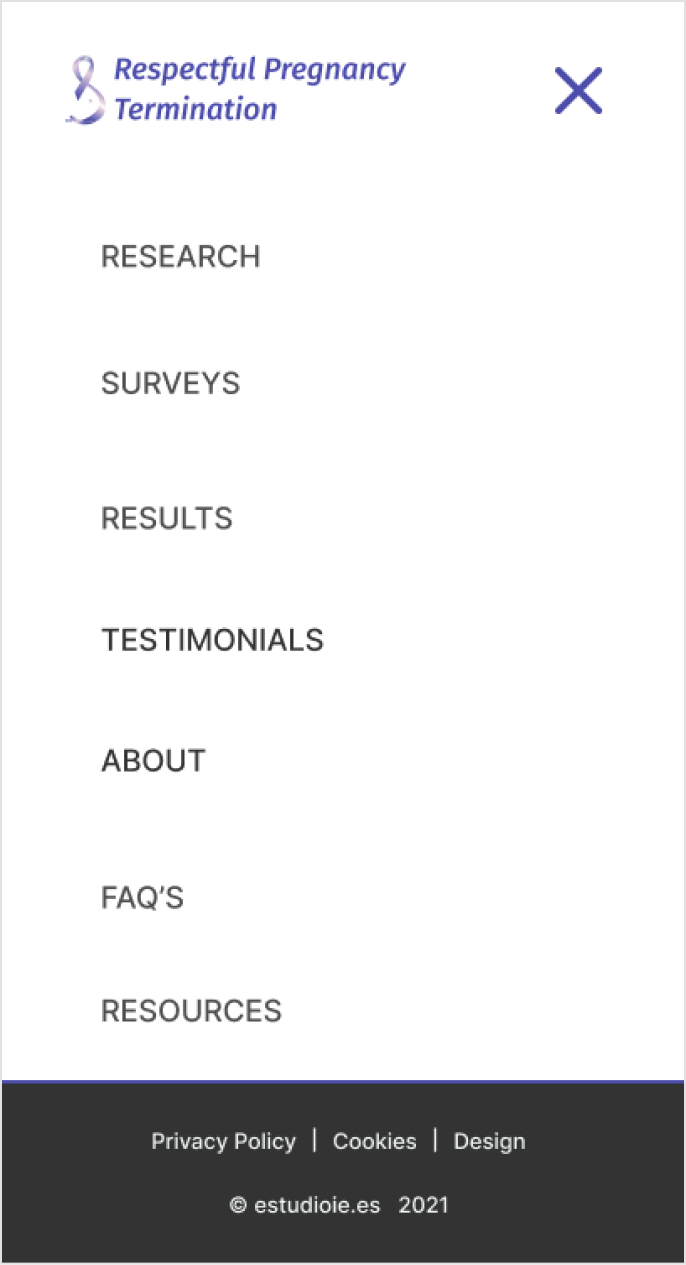 Respectful Pregnancy
Termination
RESEARCH
SURVEYS
RESULTS
TESTIMONIALS
ABOUT
FAQ’S
RESOURCES
Privacy Policy | Cookies | Design
© estudioie.es 2021